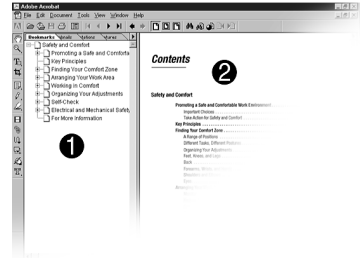 Adobe Acrobat
File Edit Document Tools View Window Help
Bookmarks
Safety and Comfort
Promoting a Safe and Comforta
Key Principles
Finding Your Comfort Zone
Arranging Your Work Area
Working in Comfort
Organizing Your Adjustments
Self-Check
Electrical and Mechanical Safety
For More Information
1
Contents
2
Safety and Comfort
Promoting a Safe and Comfortable Work Environment
Important Choices
Take Action for Safety and Comfort
Key Principles
Finding Your Comfort Zone
A Range of Positions
Different Tasks, Different
Organizing Your Adjustments
Feet, Knees, and Legs
Back